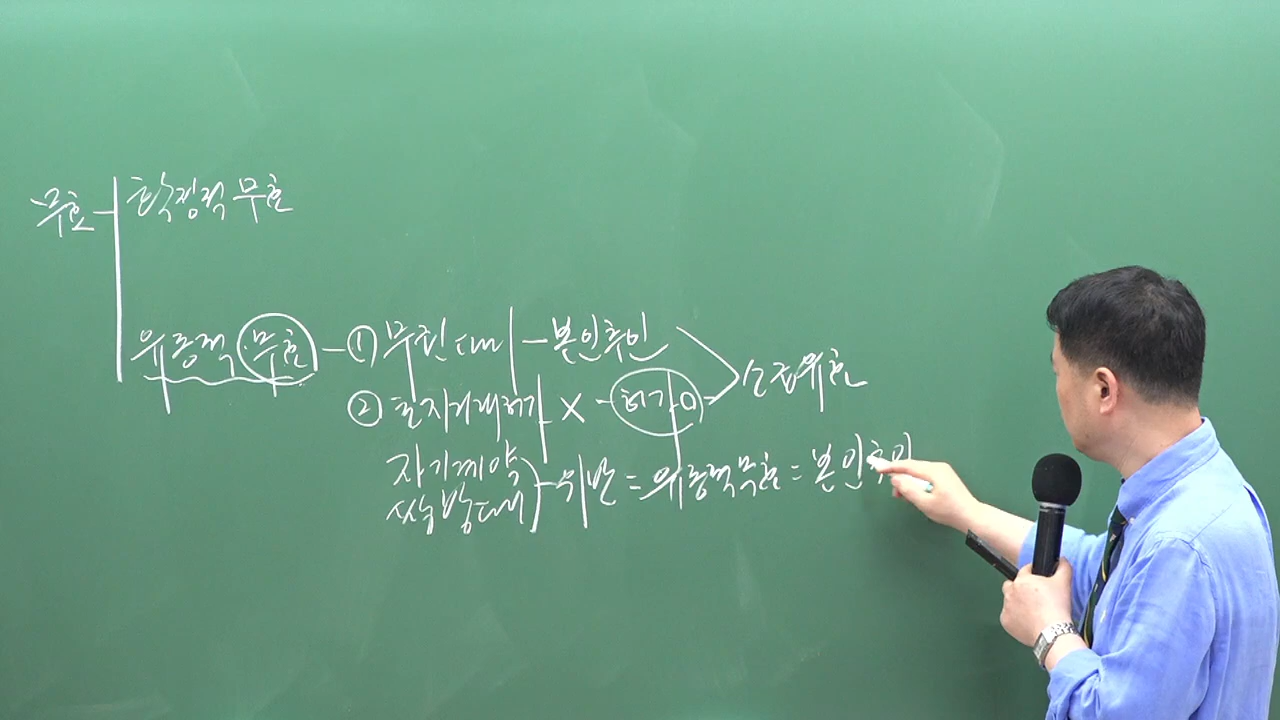 무효 확정적 무효
유동적 무효 - ① 무권대리 - 본인추인
소급유효
② 토지거래허가 X - 허가 O
자기계약
쌍방대리
위반 = 유동적무효 = 본인추인